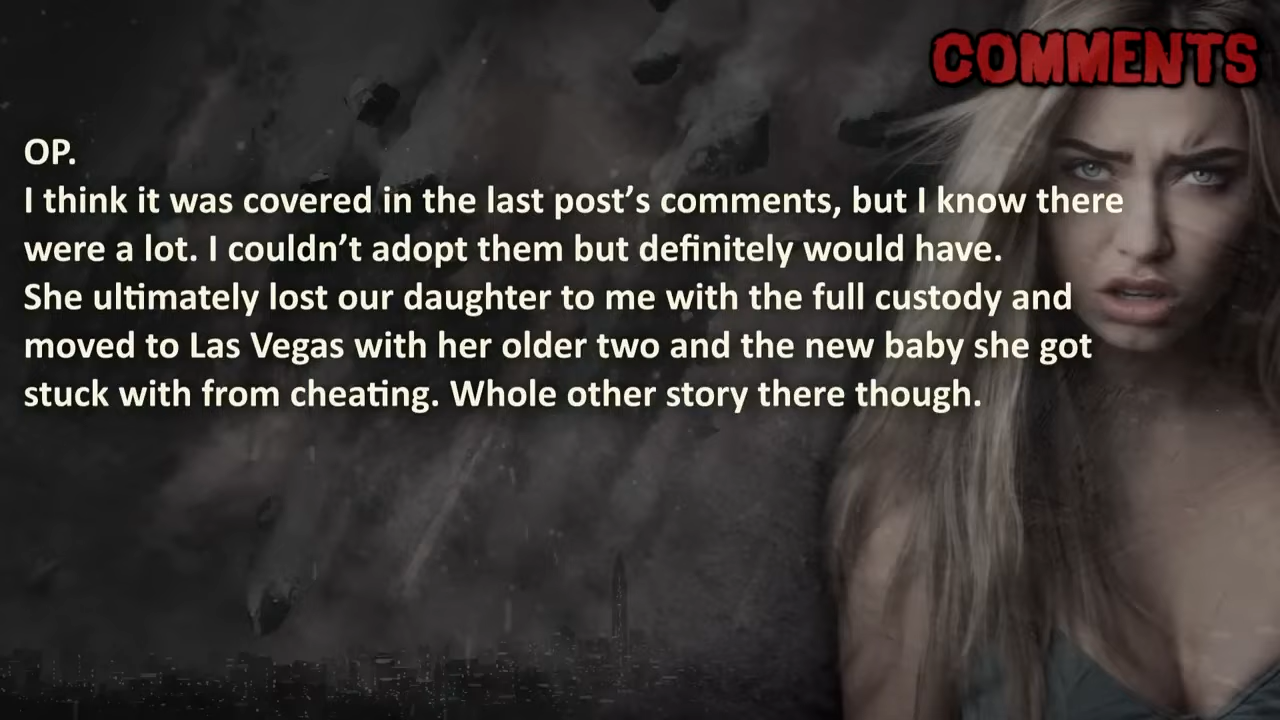 COMMENTS
OP.
I think it was covered in the last post’s comments, but I know there
were a lot. I couldn’t adopt them but definitely would have.
She ultimately lost our daughter to me with the full custody and
moved to Las Vegas with her older two and the new baby she got
stuck with from cheating. Whole other story there though.